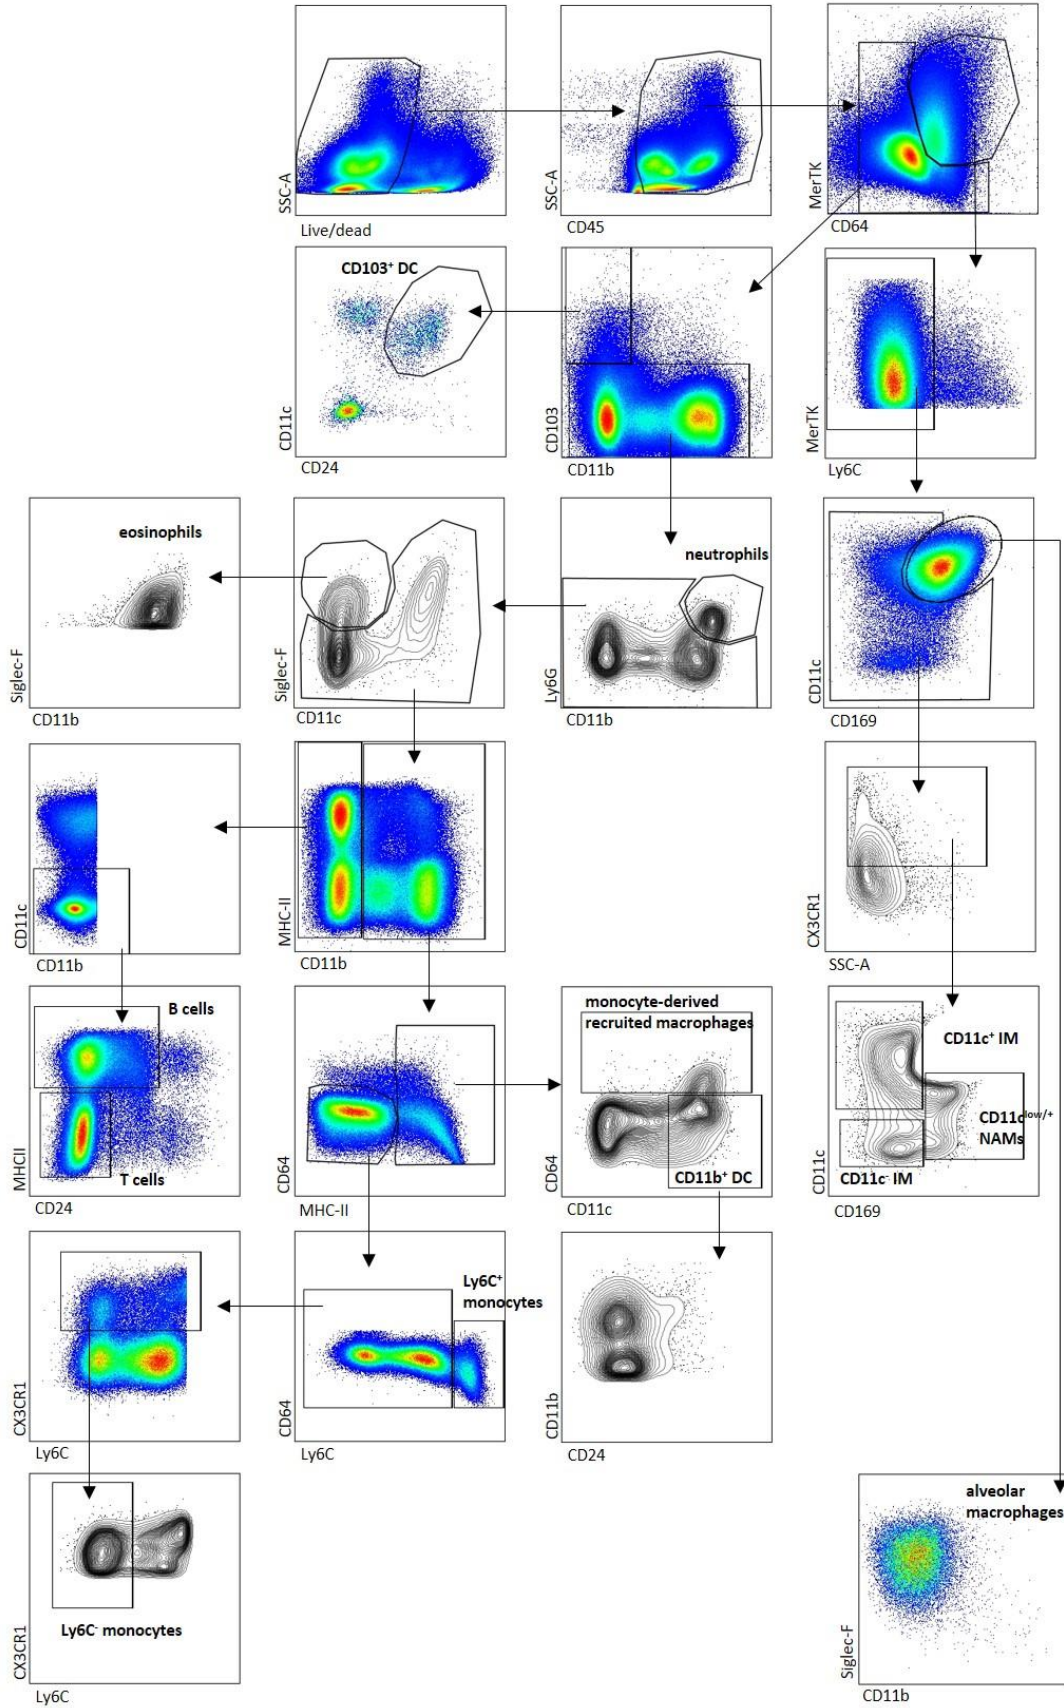 SSC-A
Live/dead
SSC-A
CD45
MerTK
CD64
CD103⁺ DC
CD11c
CD24
CD103
CD11b
MerTK
Ly6C
eosinophils
Siglec-F
CD11b
Siglec-F
CD11c
neutrophils
Ly6G
CD11b
CD11c
CD169
CD11c
CD11b
MHC-II
CD11b
CX3CR1
SSC-A
B cells
T cells
MHCII
CD24
CD64
MHC-II
monocyte-derived
recruited macrophages
CD11b⁺ DC
CD64
CD11c
CD11c⁺ IM
CD11c^low/+
NAMs
CD11c⁻ IM
CD11c
CD169
CX3CR1
Ly6C
Ly6C⁺
monocytes
CD64
Ly6C
CD11b
CD24
Ly6C⁻ monocytes
CX3CR1
Ly6C
alveolar
macrophages
Siglec-F
CD11b